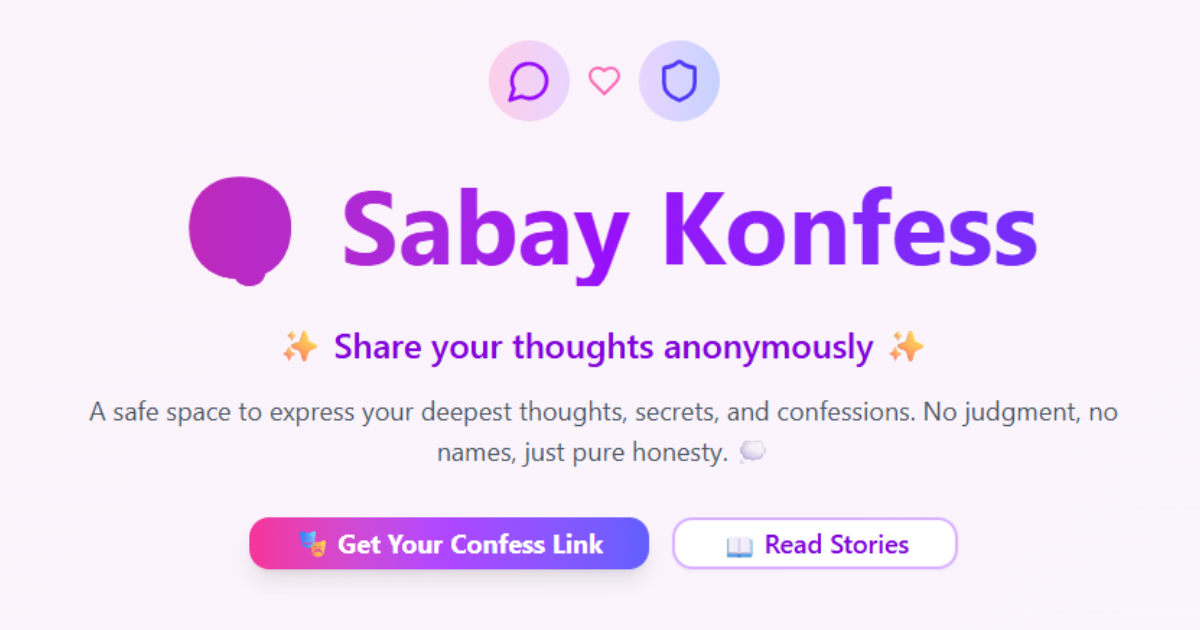 Sabay Konfess
✨ Share your thoughts anonymously ✨
A safe space to express your deepest thoughts, secrets, and confessions. No judgment, no
names, just pure honesty. 💭
🎭 Get Your Confess Link
📖 Read Stories